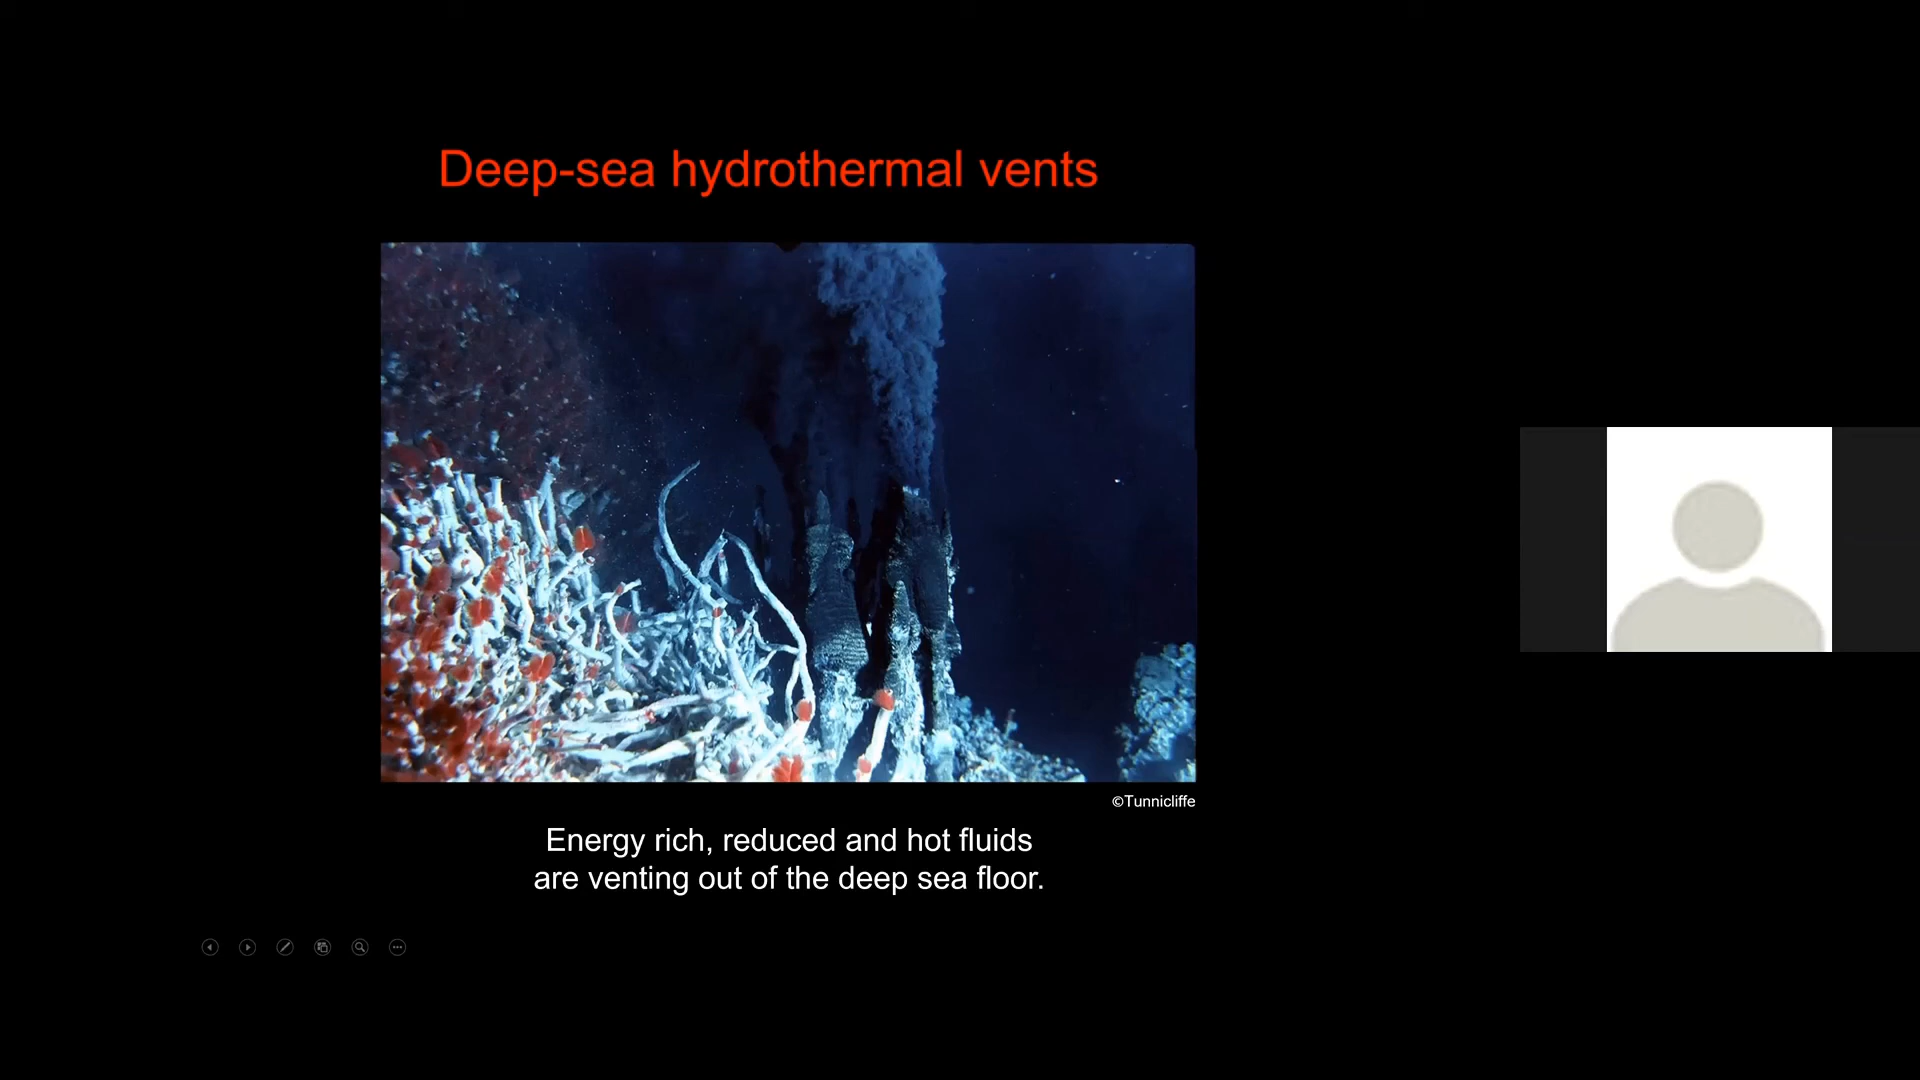 Deep-sea hydrothermal vents
©Tunnicliffe
Energy rich, reduced and hot fluids
are venting out of the deep sea floor.